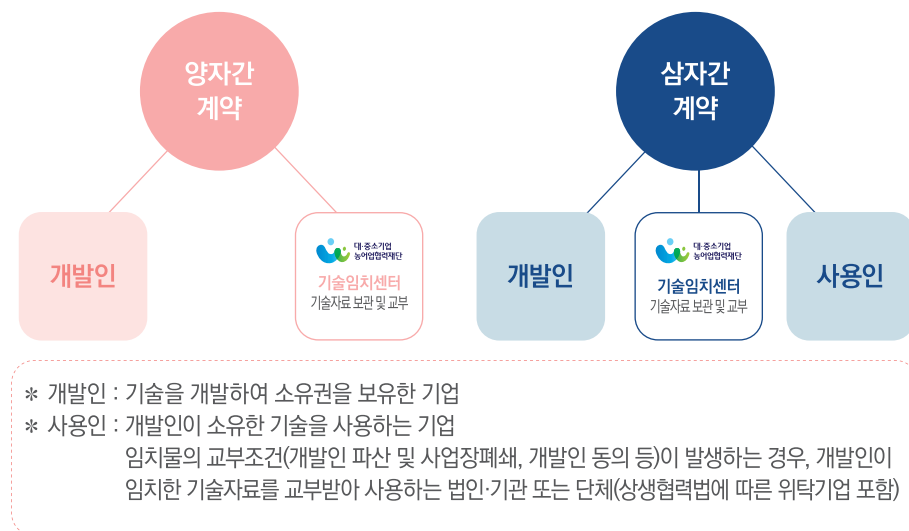 양자간
계약
삼자간
계약
개발인
대·중소기업
농어업협력재단
기술임치센터
기술자료 보관 및 교부
개발인
대·중소기업
농어업협력재단
기술임치센터
기술자료 보관 및 교부
사용인
* 개발인 : 기술을 개발하여 소유권을 보유한 기업
* 사용인 : 개발인이 소유한 기술을 사용하는 기업
임치물의 교부조건(개발인 파산 및 사업장폐쇄, 개발인 동의 등)이 발생하는 경우, 개발인이
임치한 기술자료를 교부받아 사용하는 법인·기관 또는 단체(상생협력법에 따른 위탁기업 포함)